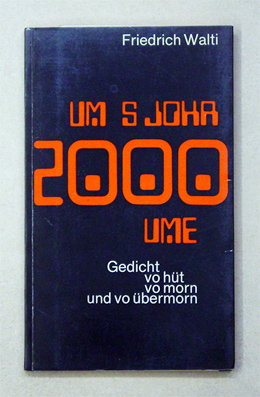 Friedrich Walti
UM S JOHR
2000
UME
Gedicht
vo hüt
vo morn
und vo übermorn